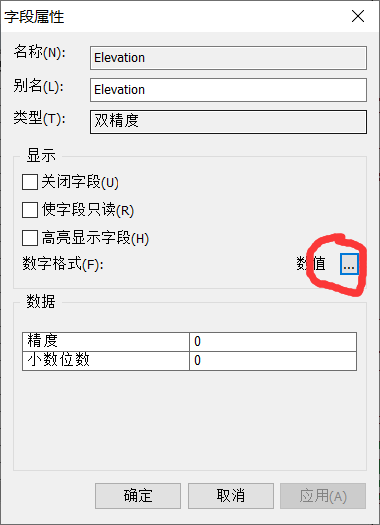 字段属性
名称(N): Elevation
别名(L): Elevation
类型(T): 双精度
显示
关闭字段(U)
使字段只读(R)
高亮显示字段(H)
数字格式(F): 数值 ...
数据
精度 0
小数位数 0
确定 取消 应用(A)